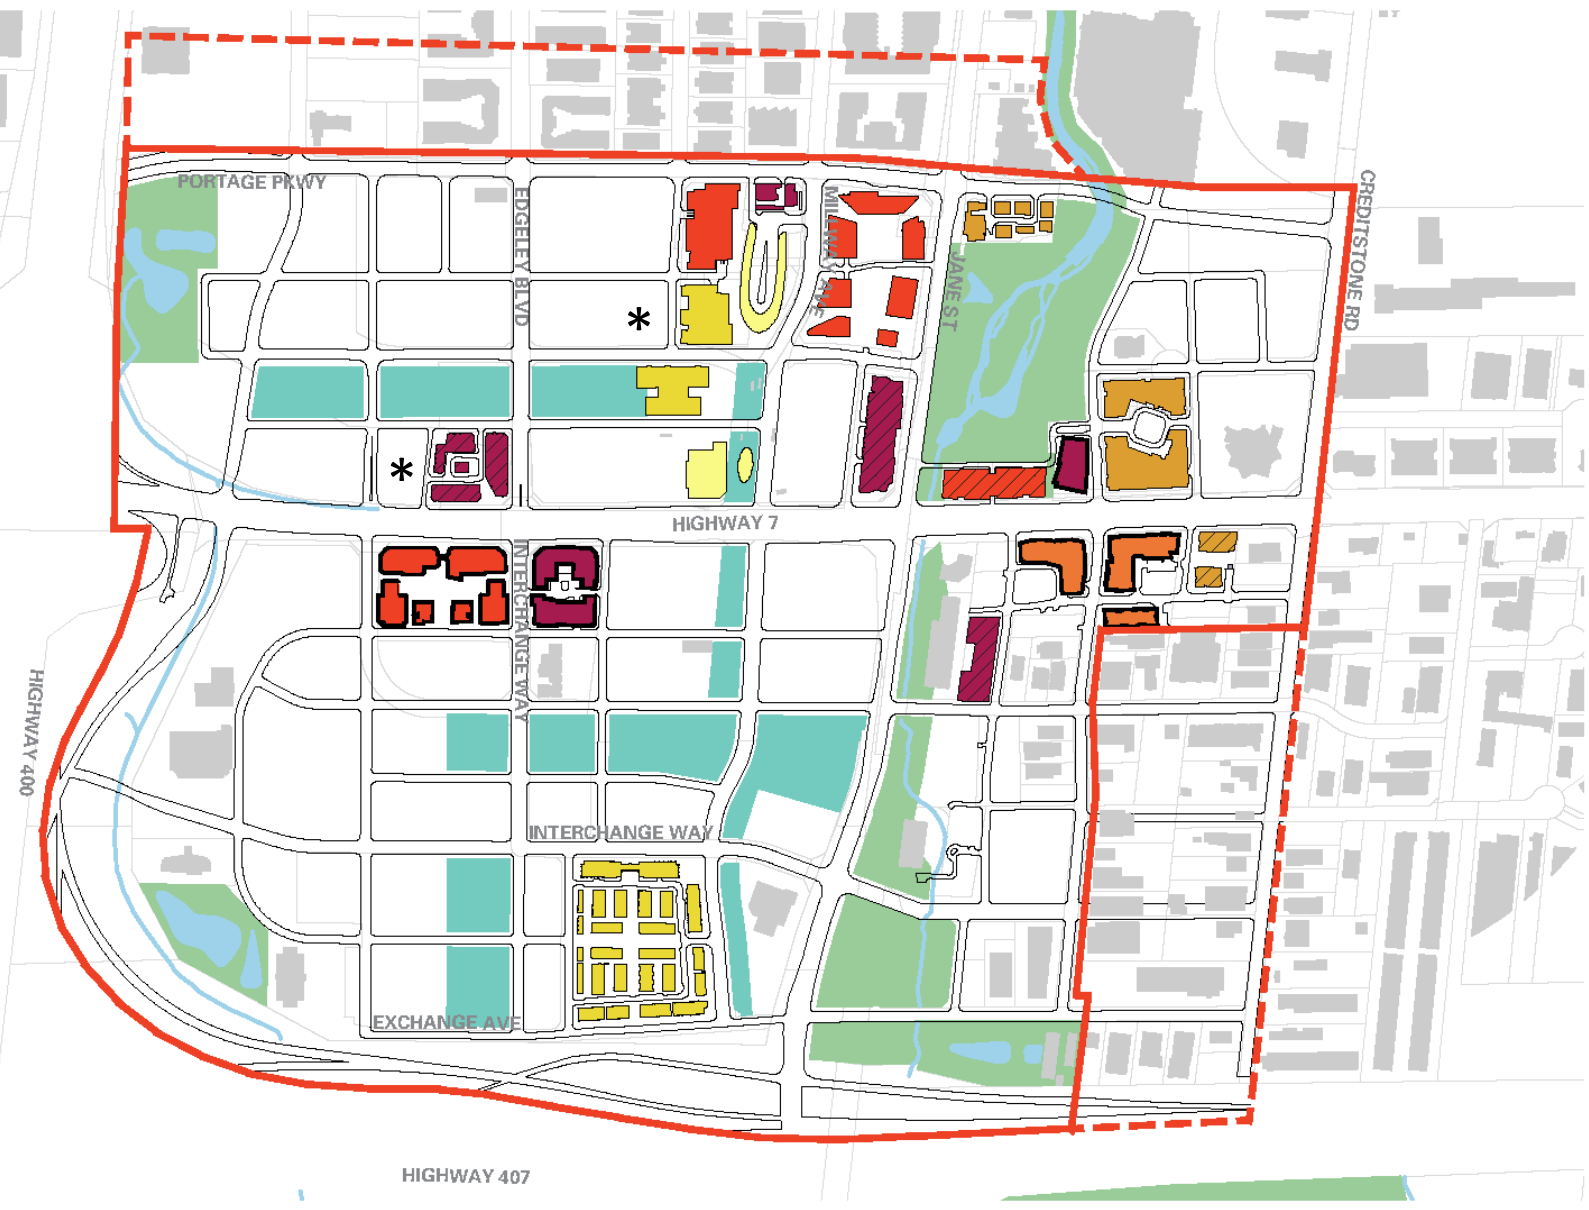 PORTAGE PKWY
EDGELEY BLVD
MILLWAY AVE
JANE ST
CREDITSTONE RD
*
*
HIGHWAY 7
INTERCHANGE WAY
HIGHWAY 400
INTERCHANGE WAY
EXCHANGE AVE
HIGHWAY 407